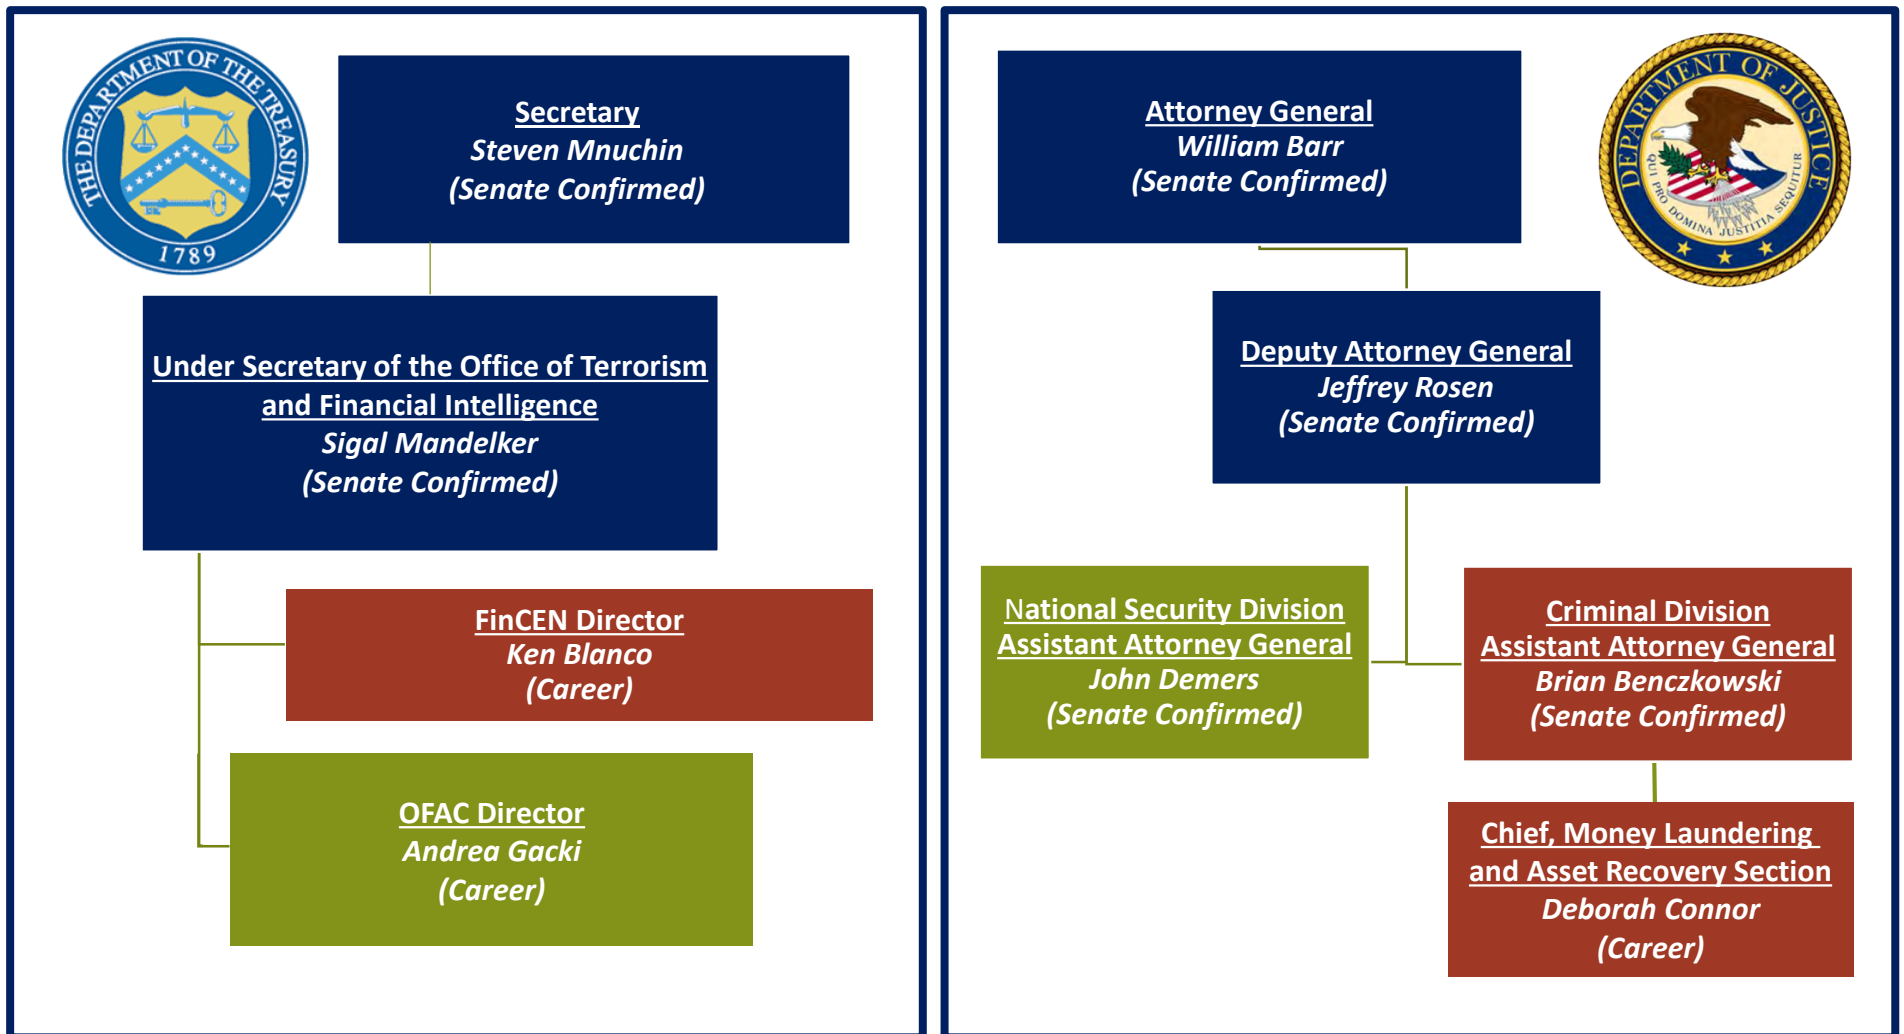 THE DEPARTMENT OF THE TREASURY
1789
Secretary
Steven Mnuchin
(Senate Confirmed)
Under Secretary of the Office of Terrorism
and Financial Intelligence
Sigal Mandelker
(Senate Confirmed)
FinCEN Director
Ken Blanco
(Career)
OFAC Director
Andrea Gacki
(Career)
Attorney General
William Barr
(Senate Confirmed)
DEPARTMENT OF JUSTICE
QUI PRO DOMINA JUSTITIA SEQUITUR
Deputy Attorney General
Jeffrey Rosen
(Senate Confirmed)
National Security Division
Assistant Attorney General
John Demers
(Senate Confirmed)
Criminal Division
Assistant Attorney General
Brian Benczkowski
(Senate Confirmed)
Chief, Money Laundering
and Asset Recovery Section
Deborah Connor
(Career)